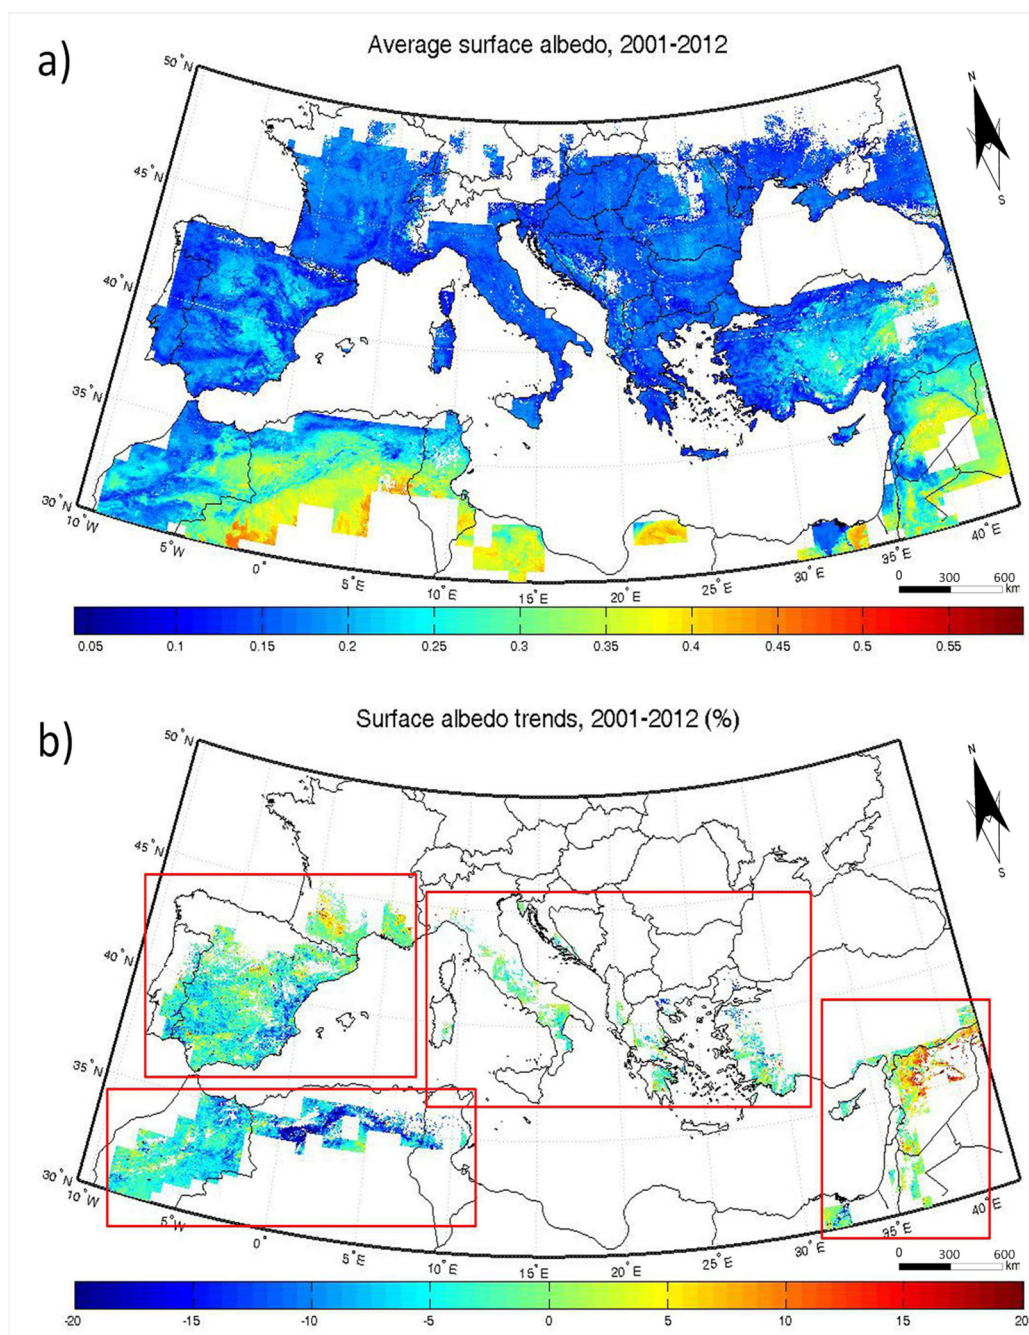 a)
Average surface albedo, 2001-2012
50°N
N
45°N
S
40°N
35°N
30°N
10°W
5°W
0°
5°E
10°E
15°E
20°E
25°E
30°E
35°E
40°E
0 300 600
km
0.05 0.1 0.15 0.2 0.25 0.3 0.35 0.4 0.45 0.5 0.55
b)
Surface albedo trends, 2001-2012 (%)
50°N
N
45°N
S
40°N
35°N
30°N
10°W
5°W
0°
5°E
10°E
15°E
20°E
25°E
30°E
35°E
40°E
0 300 600
km
-20 -15 -10 -5 0 5 10 15 20